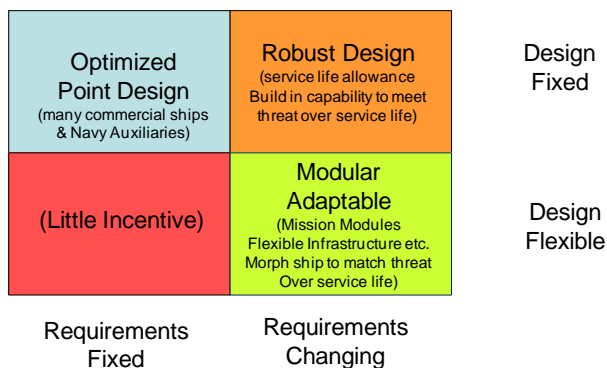 Optimized
Point Design
(many commercial ships
& Navy Auxiliaries)
Robust Design
(service life allowance
Build in capability to meet
threat over service life)
Design
Fixed
(Little Incentive)
Modular
Adaptable
(Mission Modules
Flexible Infrastructure etc.
Morph ship to match threat
Over service life)
Design
Flexible
Requirements
Fixed
Requirements
Changing